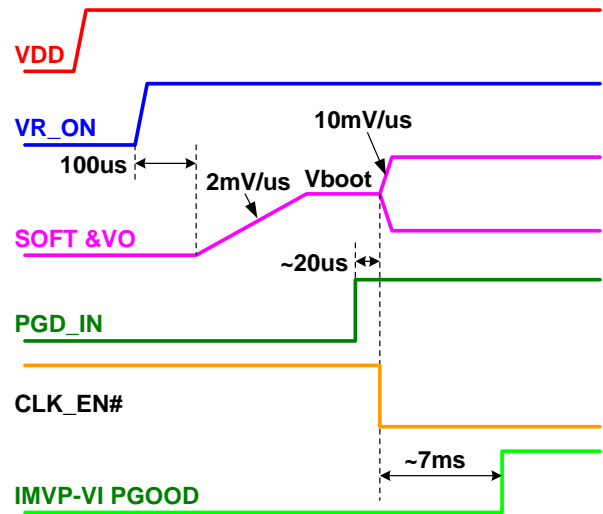 VDD
VR_ON
10mV/us
100us
2mV/us
Vboot
SOFT &VO
~20us
PGD_IN
CLK_EN#
~7ms
IMVP-VI PGOOD